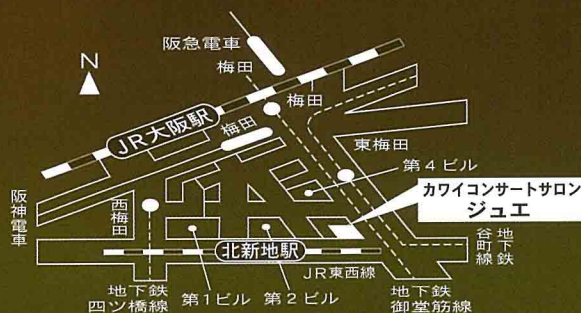 阪急電車
梅田
N
JR大阪駅
梅田
梅田
東梅田
第4ビル
カワイコンサートサロン
ジュエ
阪神電車
西梅田
北新地駅
JR東西線
地下鉄
谷町線
地下鉄
四ツ橋線
第1ビル
第2ビル
地下鉄
御堂筋線